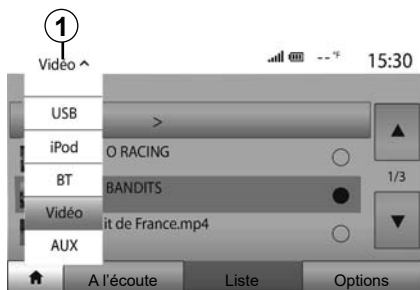 1
Vidéo ^
--°F
15:30
USB
>
iPod
O RACING
BT
1/3
BANDITS
Vidéo
it de France.mp4
AUX
A l'écoute
Liste
Options